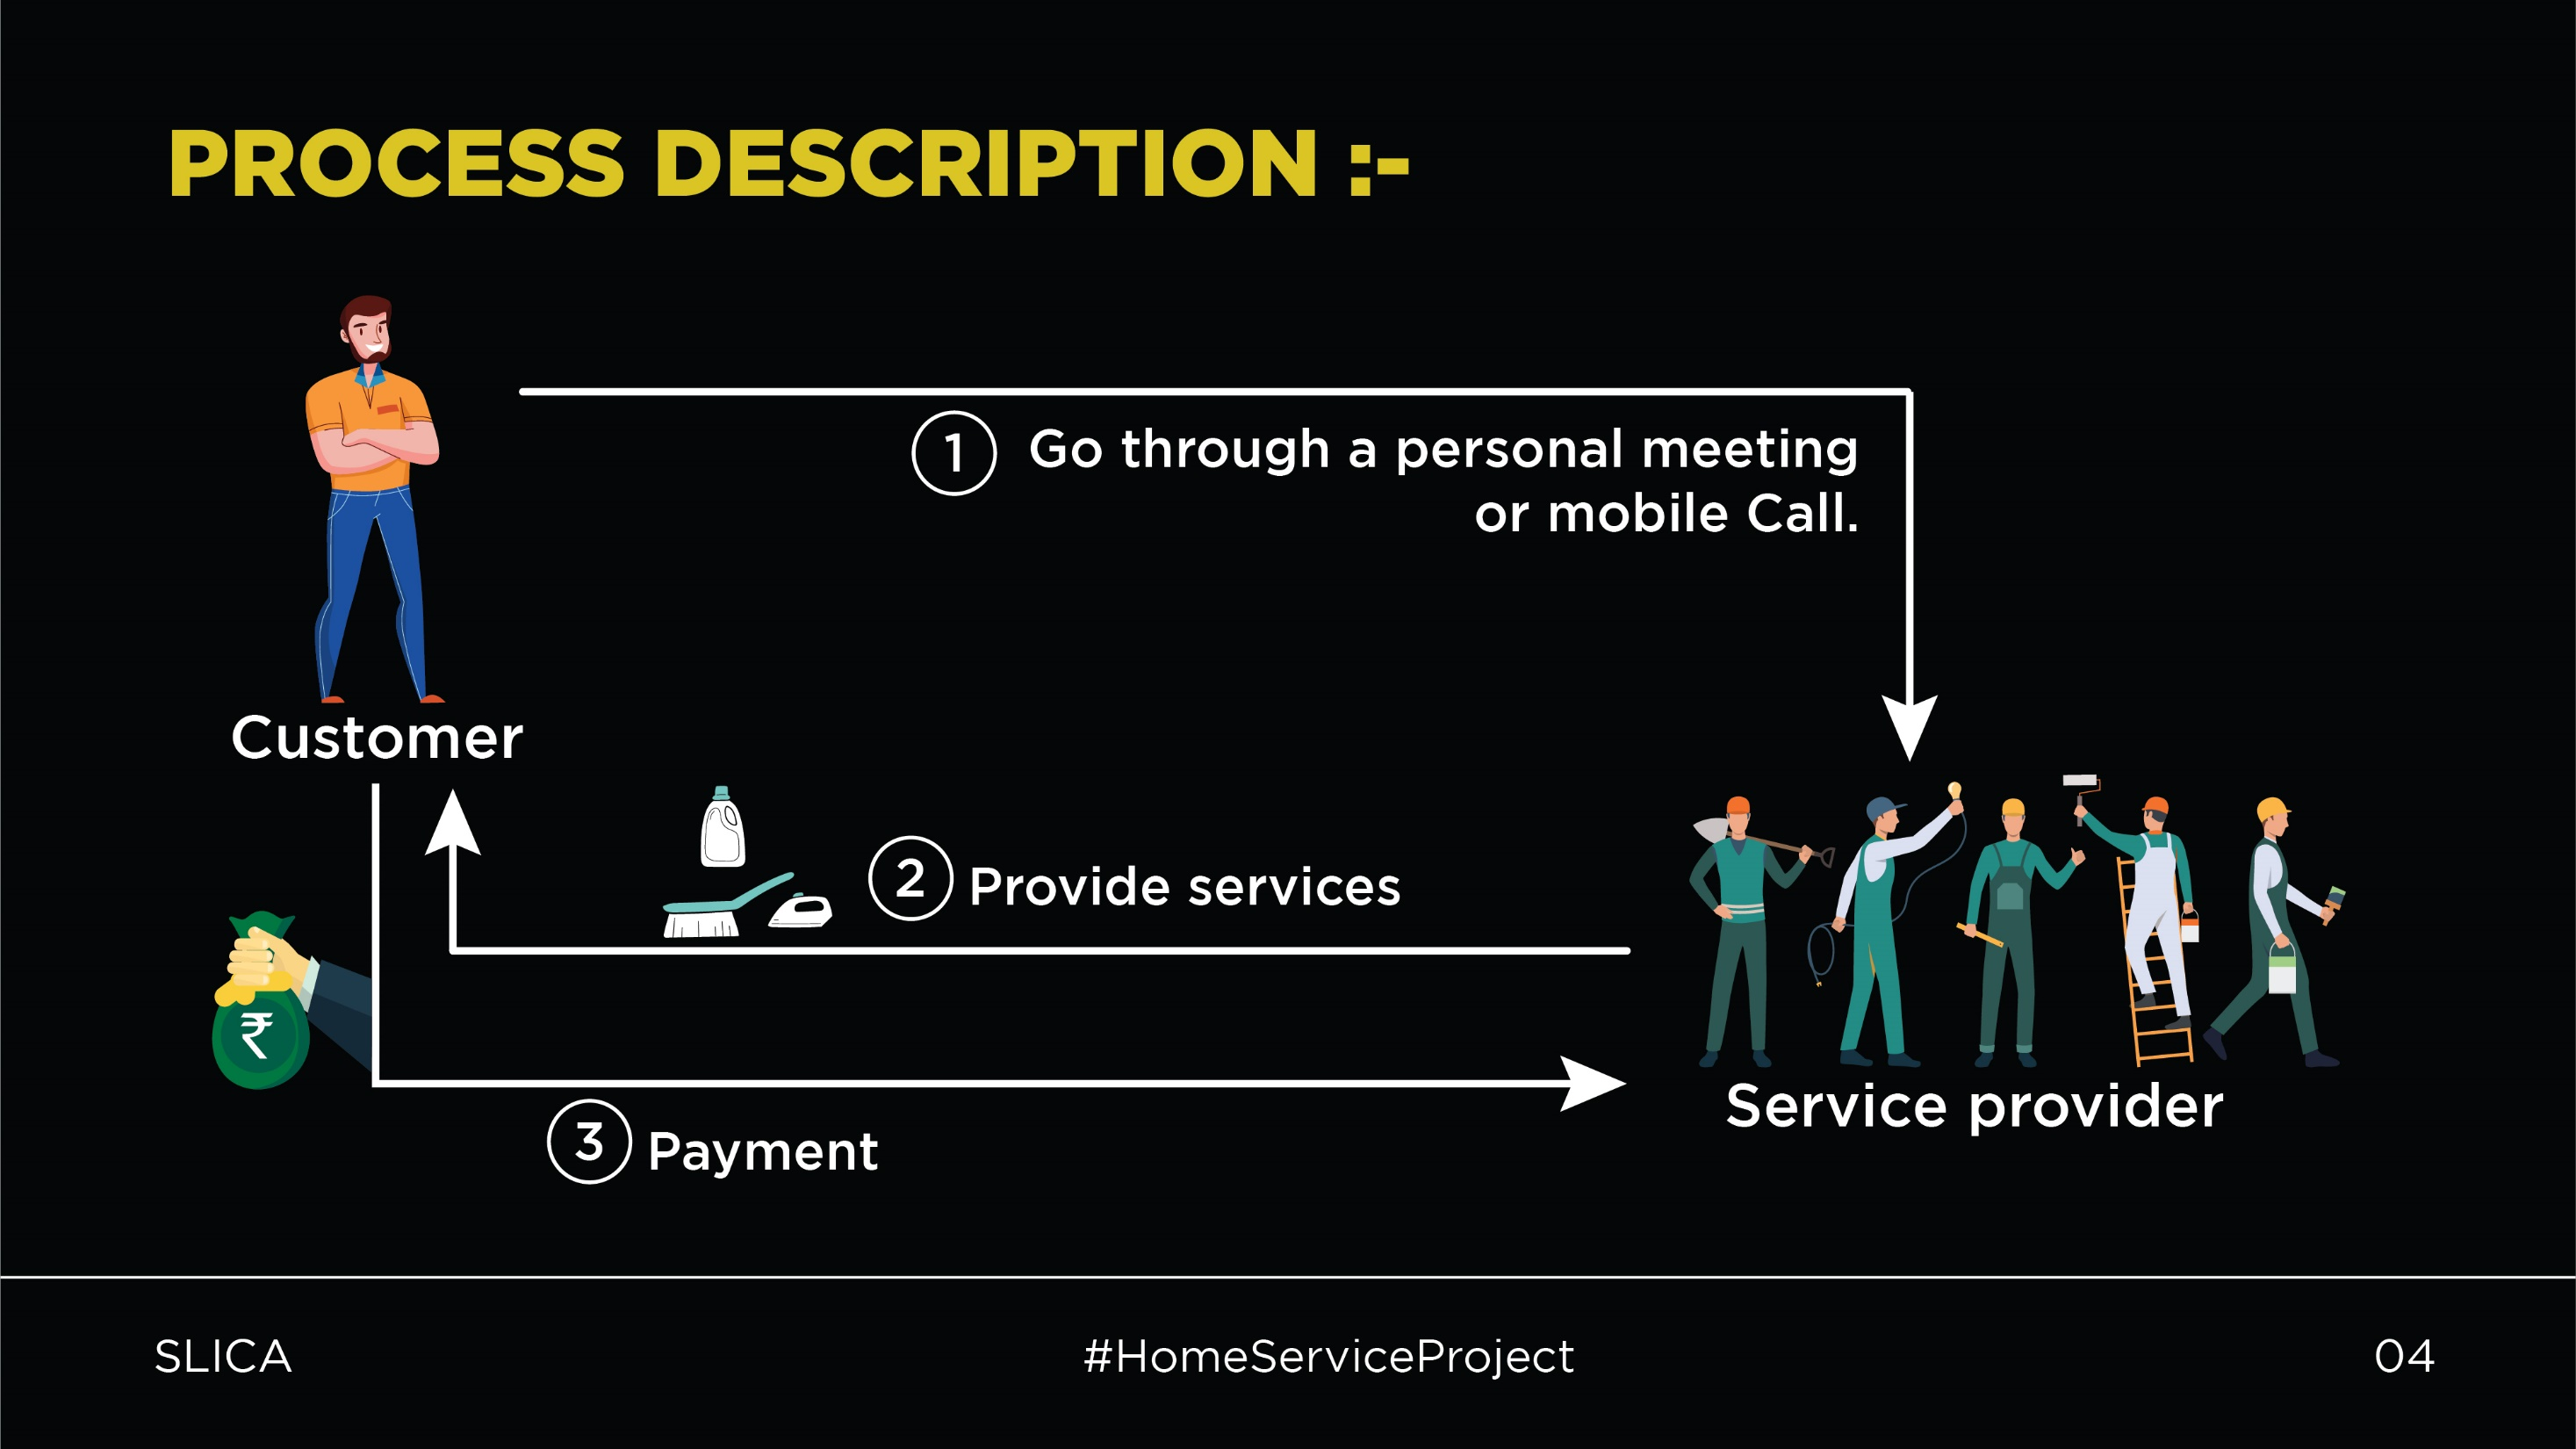 PROCESS DESCRIPTION :-
1 Go through a personal meeting
or mobile Call.
Customer
2 Provide services
₹
Service provider
3 Payment
SLICA
#HomeServiceProject
04